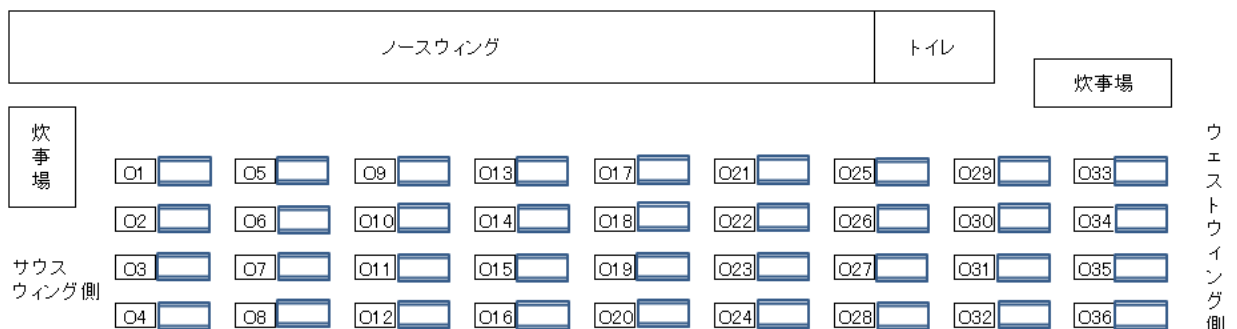 ノースウィング
トイレ
炊事場
炊事場
ウェストウィング側
O1 O5 O9 O13 O17 O21 O25 O29 O33
O2 O6 O10 O14 O18 O22 O26 O30 O34
サウス
ウィング側
O3 O7 O11 O15 O19 O23 O27 O31 O35
O4 O8 O12 O16 O20 O24 O28 O32 O36